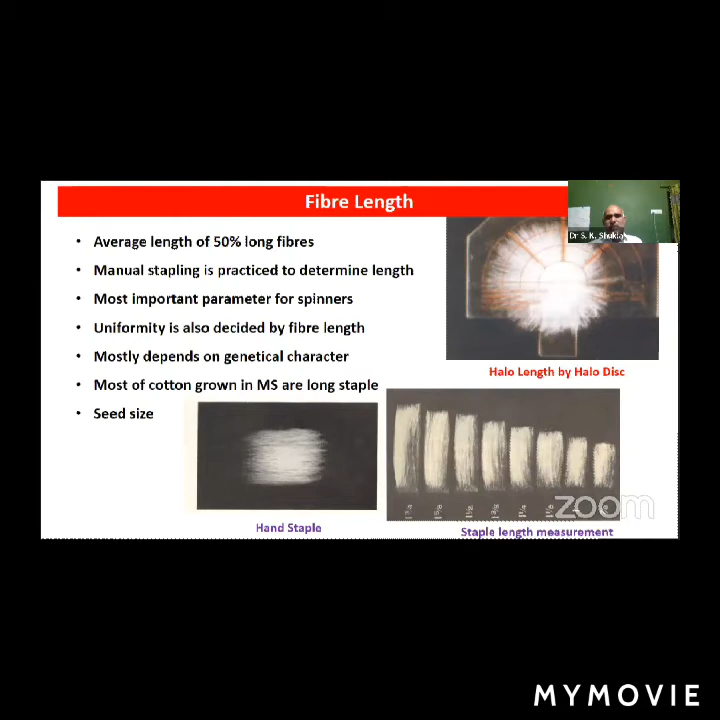 Fibre Length
Dr S. K. Shukla
• Average length of 50% long fibres
• Manual stapling is practiced to determine length
• Most important parameter for spinners
• Uniformity is also decided by fibre length
• Mostly depends on genetical character
• Most of cotton grown in MS are long staple
• Seed size
Halo Length by Halo Disc
zoom
Hand Staple
Staple length measurement
MYMOVIE